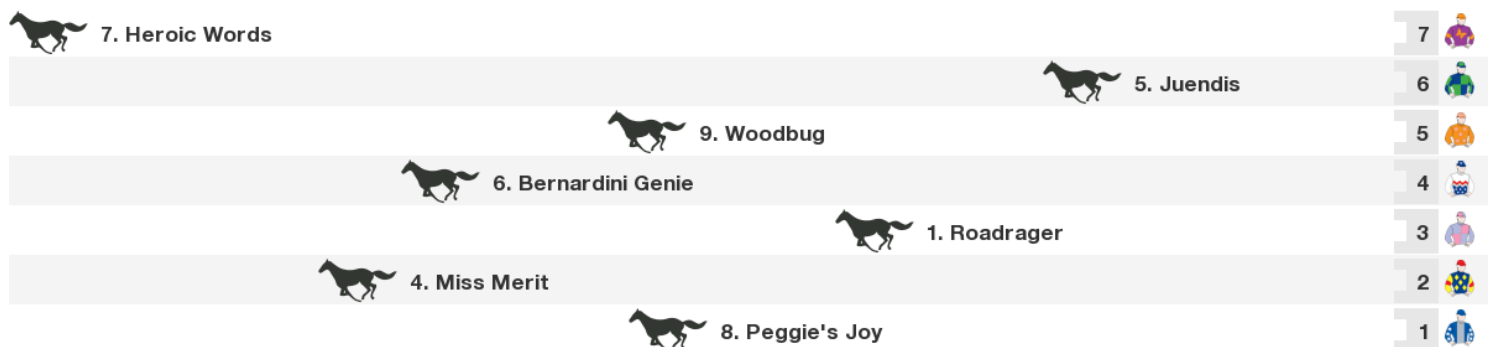 7. Heroic Words 7
5. Juendis 6
9. Woodbug 5
6. Bernardini Genie 4
1. Roadrager 3
4. Miss Merit 2
8. Peggie's Joy 1